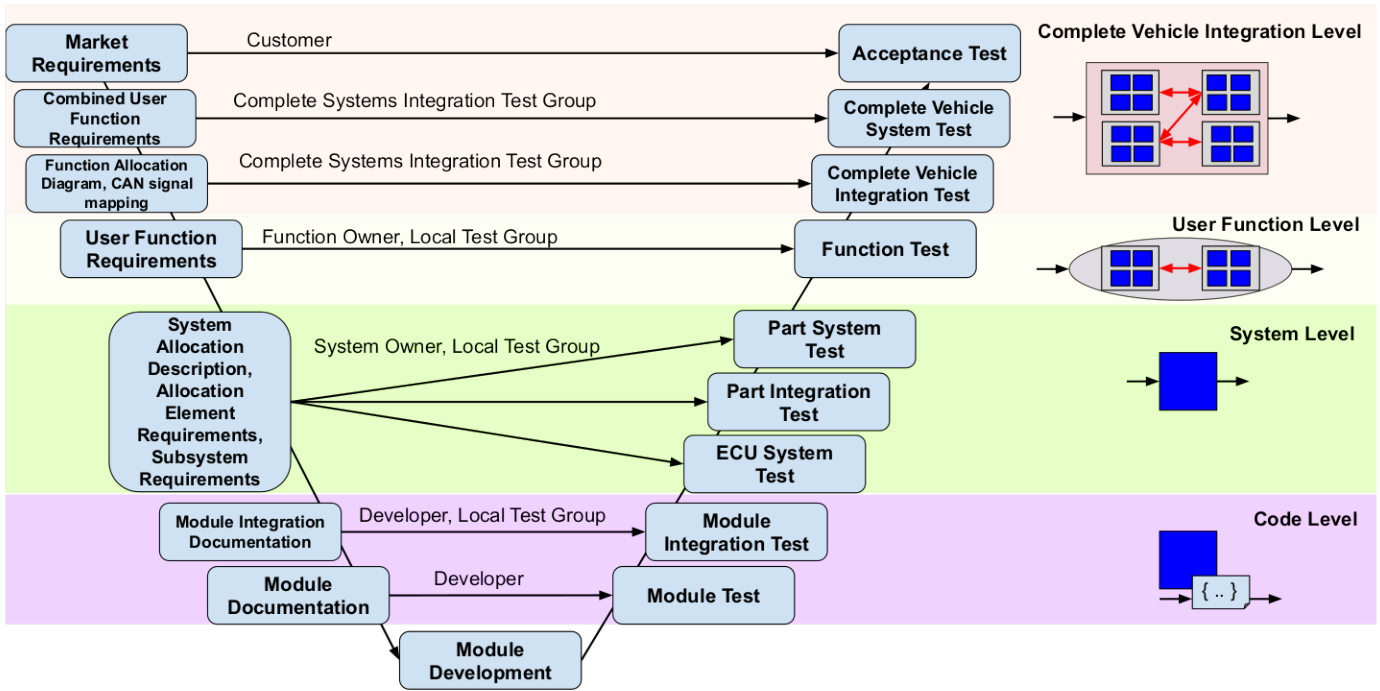 Market
Requirements
Customer
Acceptance Test
Complete Vehicle Integration Level
Combined User
Function
Requirements
Complete Systems Integration Test Group
Complete Vehicle
System Test
Function Allocation
Diagram, CAN signal
mapping
Complete Systems Integration Test Group
Complete Vehicle
Integration Test
User Function
Requirements
Function Owner, Local Test Group
Function Test
User Function Level
System
Allocation
Description,
Allocation
Element
Requirements,
Subsystem
Requirements
System Owner, Local Test Group
Part System
Test
Part Integration
Test
ECU System
Test
System Level
Module Integration
Documentation
Developer, Local Test Group
Module
Integration Test
Code Level
Module
Documentation
Developer
Module Test
{ .. }
Module
Development